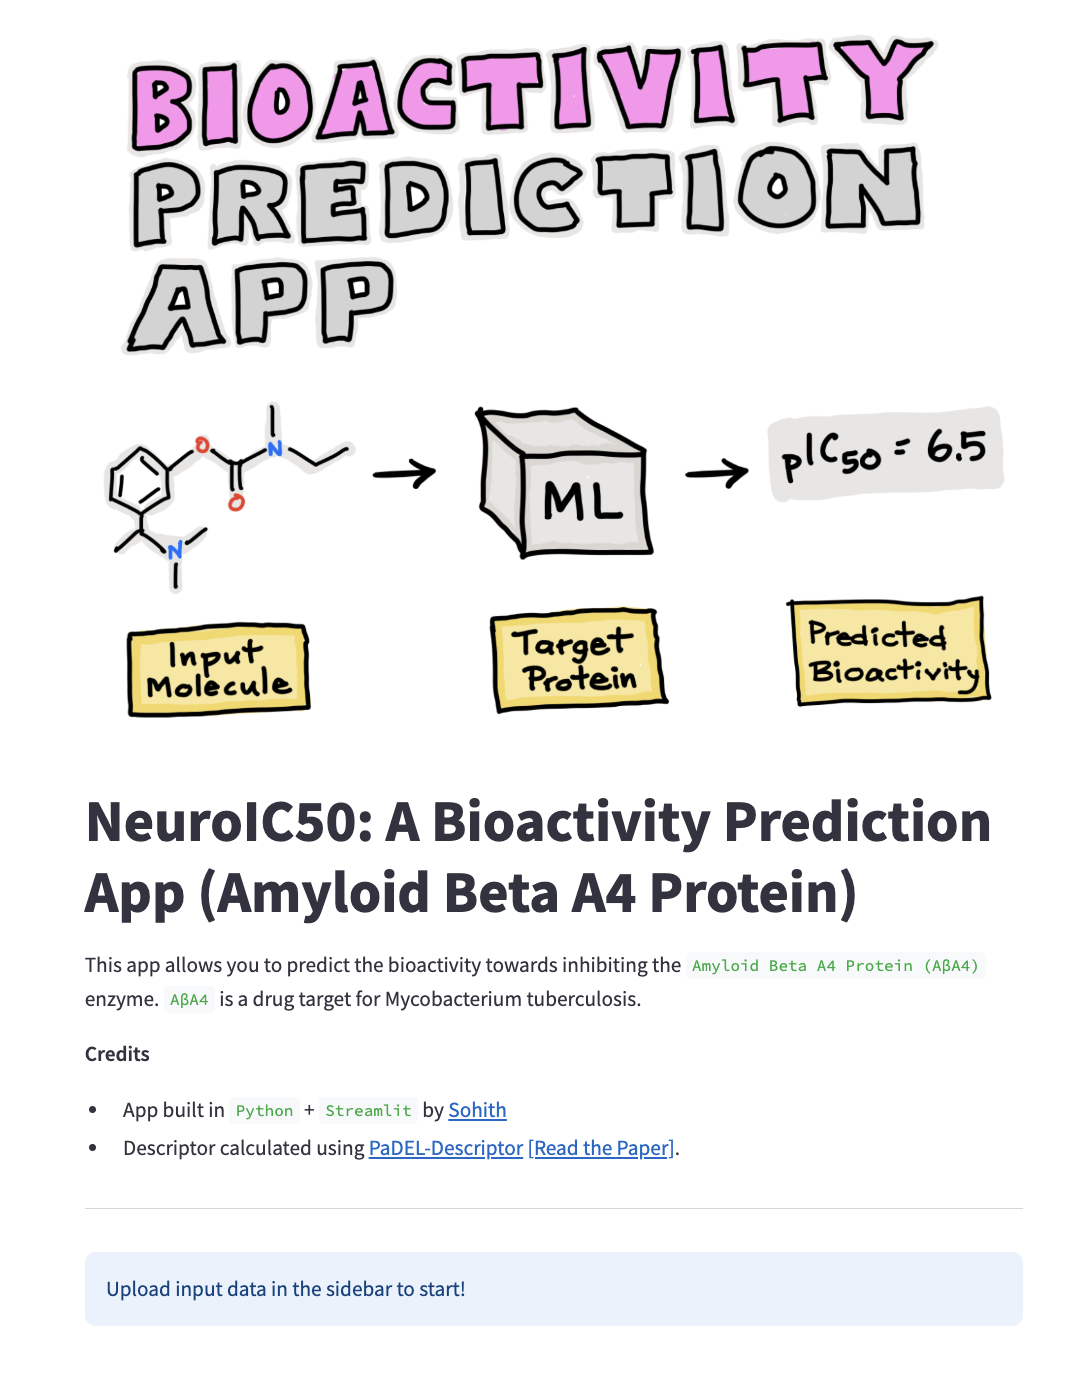 BIOACTIVITY
PREDICTION
APP
O
N
O
N
ML
pIC50 = 6.5
Input
Molecule
Target
Protein
Predicted
Bioactivity
NeuroIC50: A Bioactivity Prediction
App (Amyloid Beta A4 Protein)
This app allows you to predict the bioactivity towards inhibiting the Amyloid Beta A4 Protein (AβA4)
enzyme. AβA4 is a drug target for Mycobacterium tuberculosis.
Credits
• App built in Python + Streamlit by Sohith
• Descriptor calculated using PaDEL-Descriptor [Read the Paper].
Upload input data in the sidebar to start!